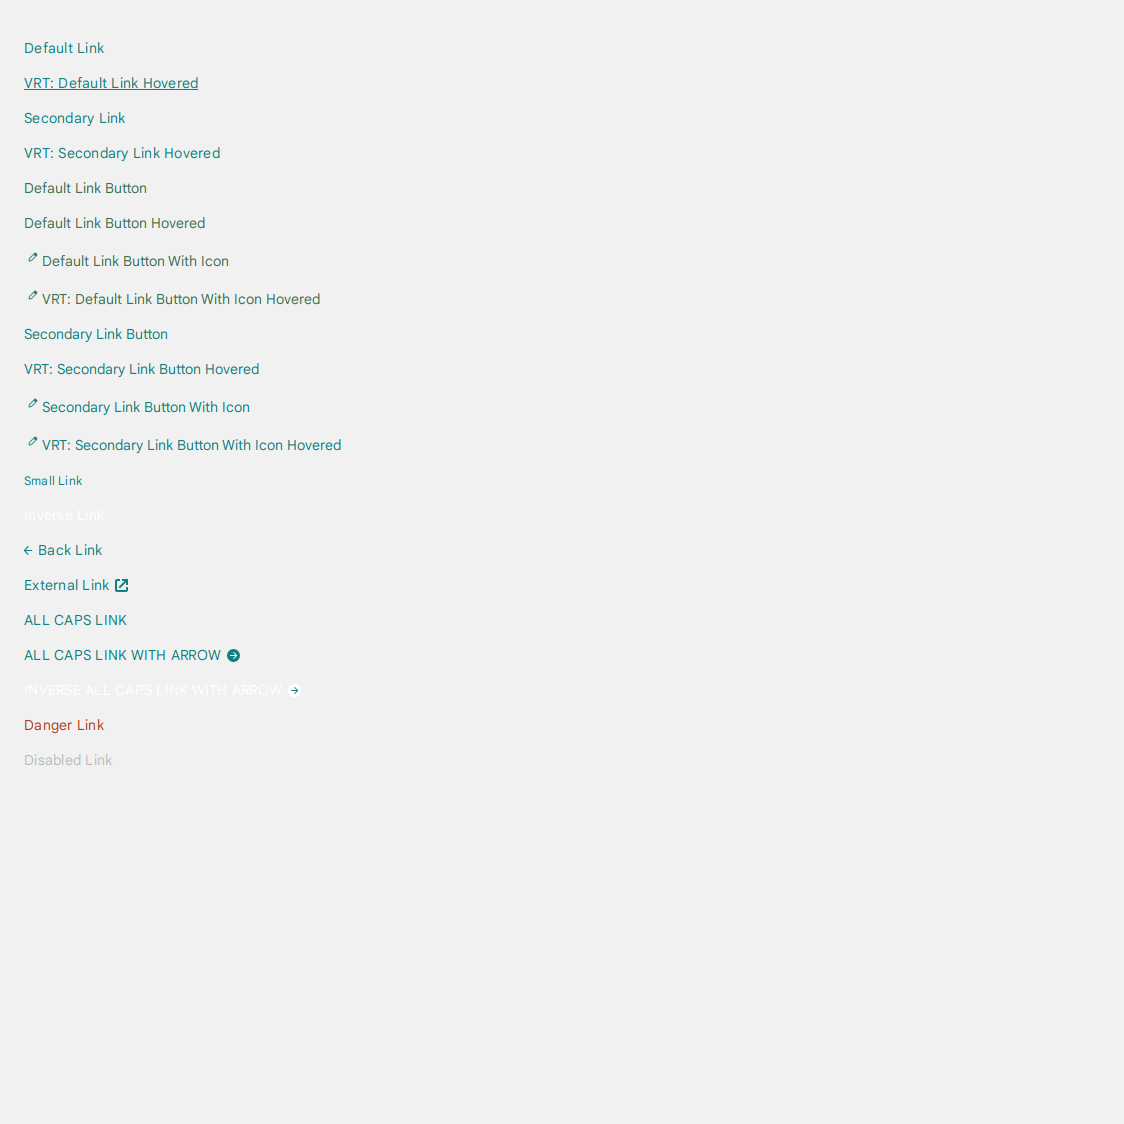 Default Link
VRT: Default Link Hovered
Secondary Link
VRT: Secondary Link Hovered
Default Link Button
Default Link Button Hovered
Default Link Button With Icon
VRT: Default Link Button With Icon Hovered
Secondary Link Button
VRT: Secondary Link Button Hovered
Secondary Link Button With Icon
VRT: Secondary Link Button With Icon Hovered
Small Link
Inverse Link
Back Link
External Link
ALL CAPS LINK
ALL CAPS LINK WITH ARROW
INVERSE ALL CAPS LINK WITH ARROW
Danger Link
Disabled Link